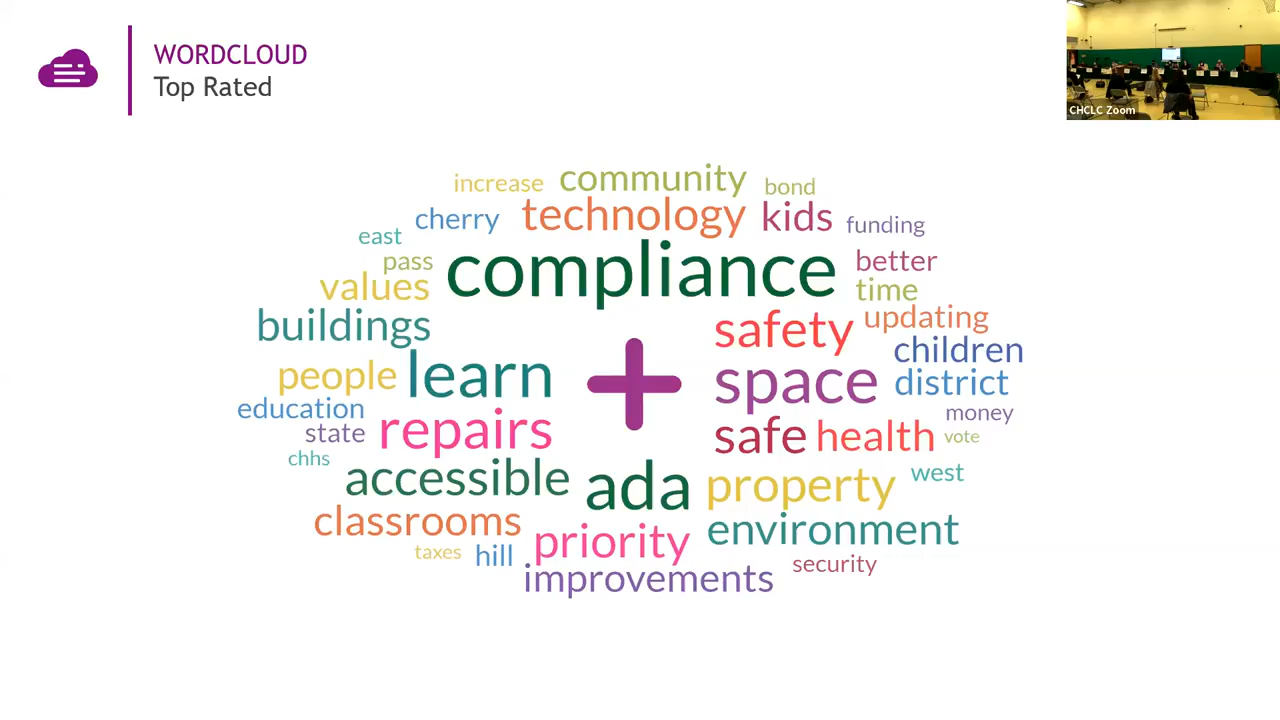 WORDCLOUD
Top Rated
CHCLC Zoom
increase community bond
cherry technology kids funding
east
pass compliance better
values time
buildings safety updating
children
people learn space district
education money
state repairs safe health vote
chhs
accessible ada property west
classrooms priority environment
taxes hill security
improvements